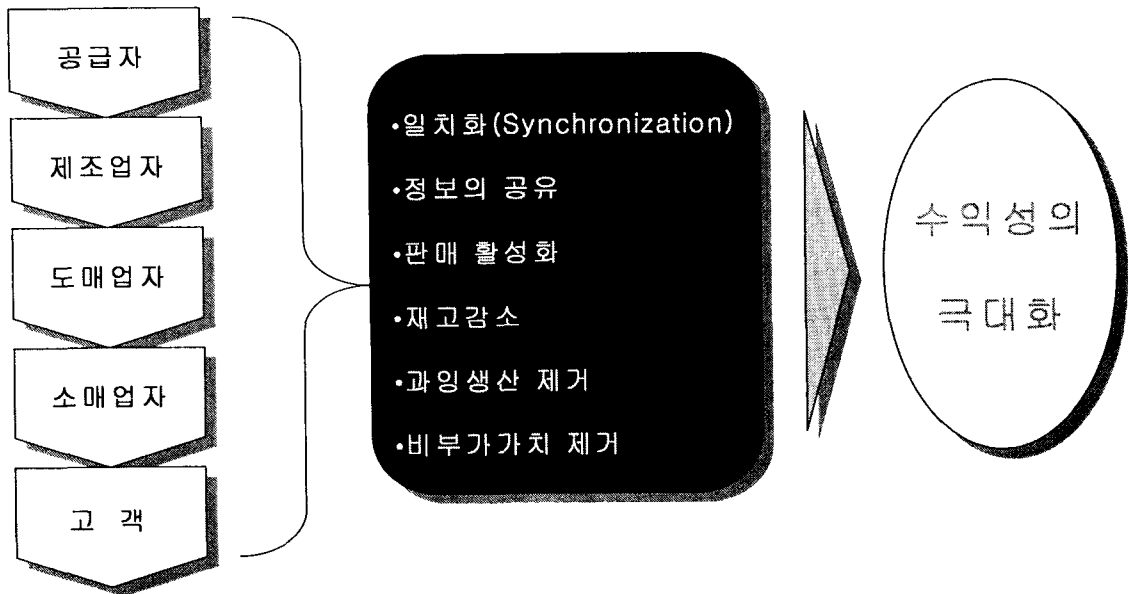 공급자
제조업자
도매업자
소매업자
고 객
•일치화(Synchronization)
•정보의 공유
•판매 활성화
•재고감소
•과잉생산 제거
•비부가가치 제거
수익성의
극대화